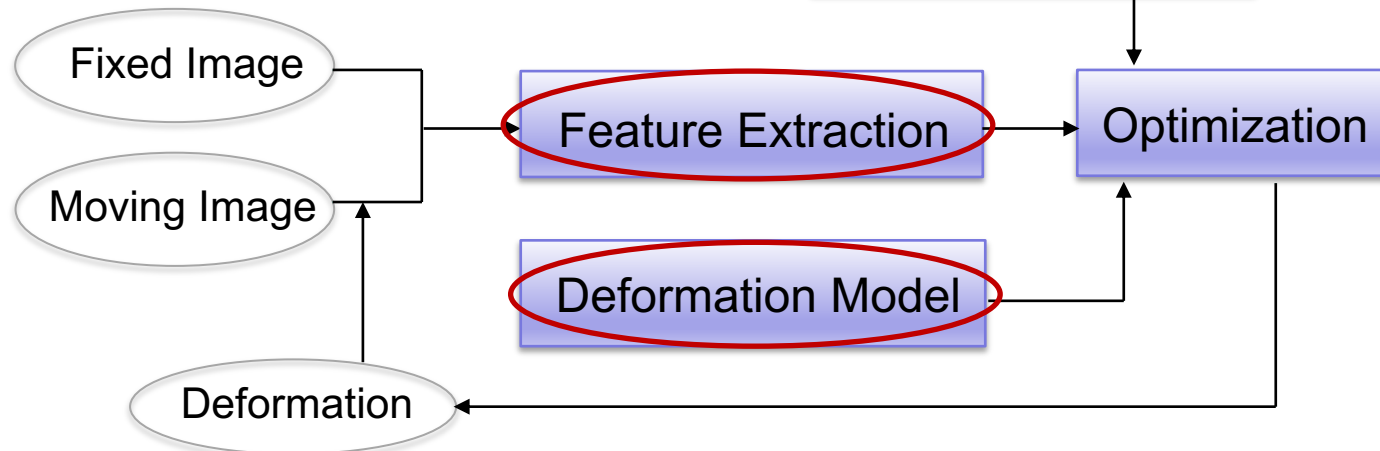 Fixed Image
Feature Extraction
Optimization
Moving Image
Deformation Model
Deformation